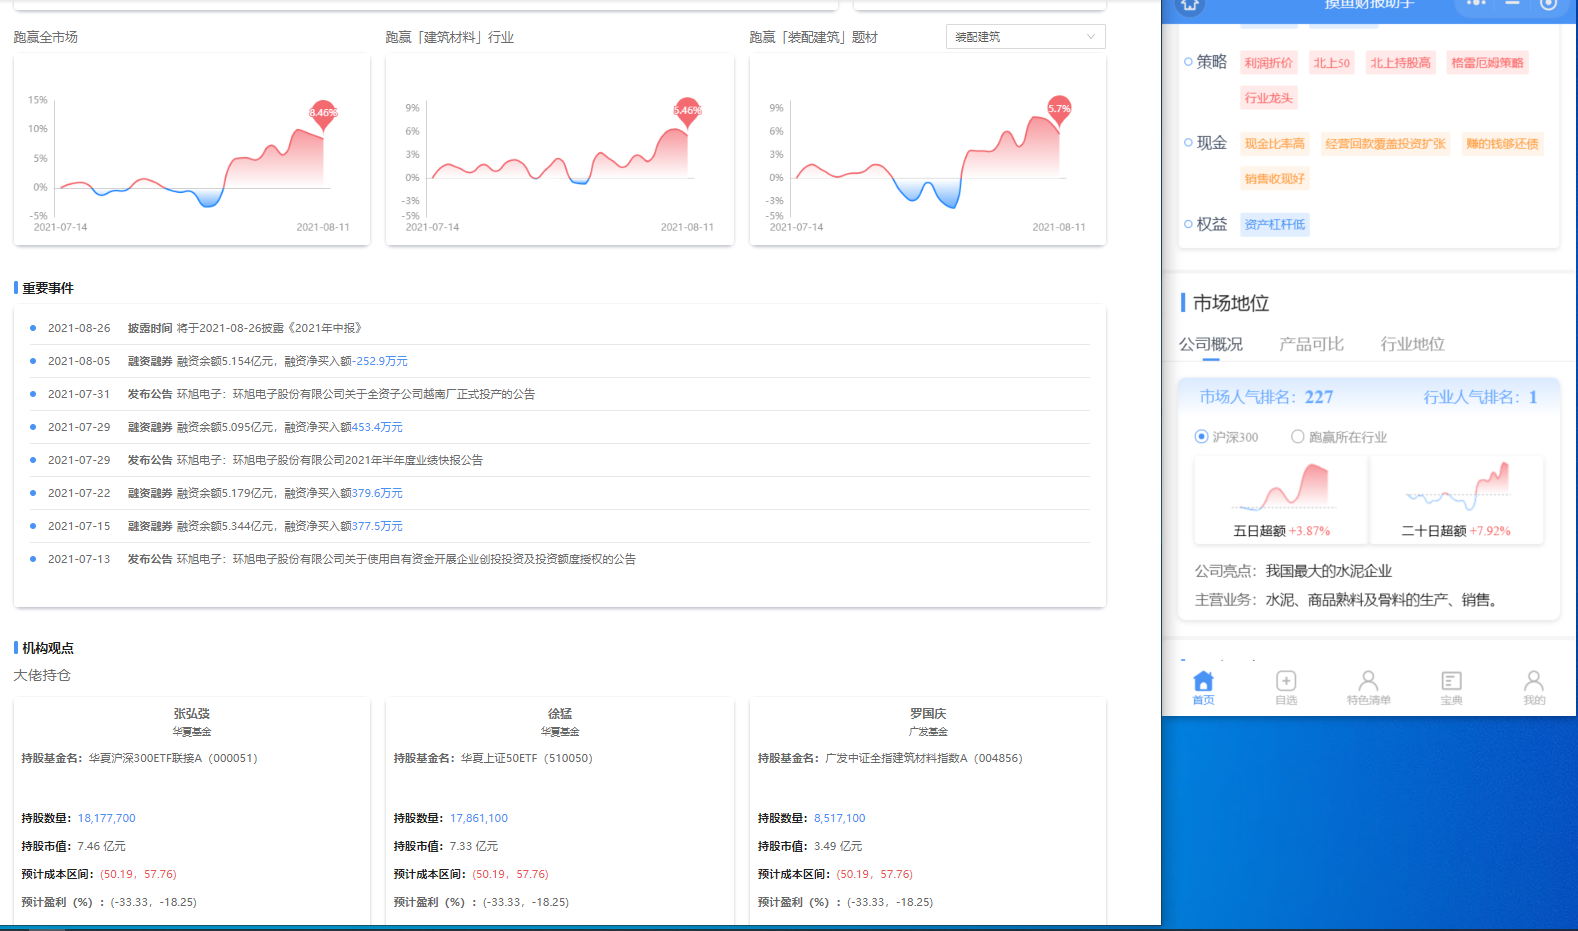 跑赢全市场
跑赢「建筑材料」行业
跑赢「装配建筑」题材
装配建筑
15%
10%
5%
0%
-5%
2021-07-14
2021-08-11
8.46%
9%
6%
3%
0%
-3%
-5%
2021-07-14
2021-08-11
5.46%
9%
6%
3%
0%
-3%
-5%
2021-07-14
2021-08-11
5.7%
重要事件
2021-08-26 披露时间 将于2021-08-26披露《2021年中报》
2021-08-05 融资融券 融资余额5.154亿元，融资净买入额-252.9万元
2021-07-31 发布公告 环旭电子：环旭电子股份有限公司关于全资子公司越南厂正式投产的公告
2021-07-29 融资融券 融资余额5.095亿元，融资净买入额453.4万元
2021-07-29 发布公告 环旭电子：环旭电子股份有限公司2021年半年度业绩快报公告
2021-07-22 融资融券 融资余额5.179亿元，融资净买入额379.6万元
2021-07-15 融资融券 融资余额5.344亿元，融资净买入额377.5万元
2021-07-13 发布公告 环旭电子：环旭电子股份有限公司关于使用自有资金开展企业创投投资及投资额度授权的公告
机构观点
大佬持仓
张弘弢
华夏基金
持股基金名：华夏沪深300ETF联接A（000051）
持股数量：18,177,700
持股市值：7.46 亿元
预计成本区间：(50.19，57.76)
预计盈利（%）：(-33.33，-18.25)
徐猛
华夏基金
持股基金名：华夏上证50ETF（510050）
持股数量：17,861,100
持股市值：7.33 亿元
预计成本区间：(50.19，57.76)
预计盈利（%）：(-33.33，-18.25)
罗国庆
广发基金
持股基金名：广发中证全指建筑材料指数A（004856）
持股数量：8,517,100
持股市值：3.49 亿元
预计成本区间：(50.19，57.76)
预计盈利（%）：(-33.33，-18.25)
摸鱼财报助手
策略 利润折价 北上50 北上持股高 格雷厄姆策略
行业龙头
现金 现金比率高 经营回款覆盖投资扩张 赚的钱够还债
销售收现好
权益 资产杠杆低
市场地位
公司概况 产品可比 行业地位
市场人气排名：227 行业人气排名：1
沪深300 跑赢所在行业
五日超额 +3.87% 二十日超额 +7.92%
公司亮点：我国最大的水泥企业
主营业务：水泥、商品熟料及骨料的生产、销售。
首页 自选 特色清单 宝典 我的